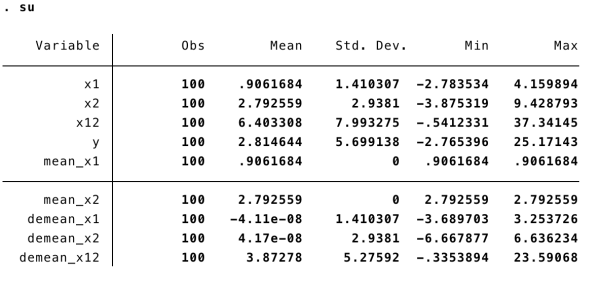 . su
Variable Obs Mean Std. Dev. Min Max
x1 100 .9061684 1.410307 -2.783534 4.159894
x2 100 2.792559 2.9381 -3.875319 9.428793
x12 100 6.403308 7.993275 -.5412331 37.34145
y 100 2.814644 5.699138 -2.765396 25.17143
mean_x1 100 .9061684 0 .9061684 .9061684
mean_x2 100 2.792559 0 2.792559 2.792559
demean_x1 100 -4.11e-08 1.410307 -3.689703 3.253726
demean_x2 100 4.17e-08 2.9381 -6.667877 6.636234
demean_x12 100 3.87278 5.27592 -.3353894 23.59068